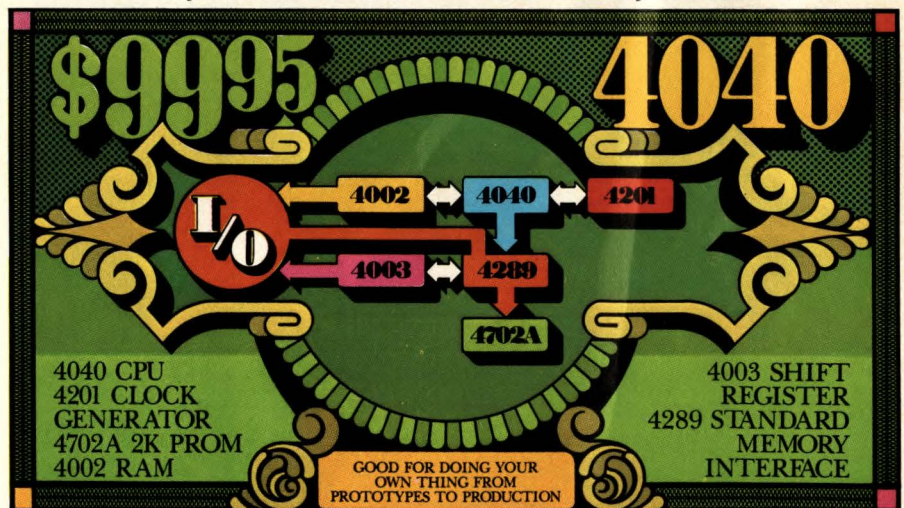 $9995
4040
4002
4040
4201
I/O
4003
4289
4702A
4040 CPU
4201 CLOCK
GENERATOR
4702A 2K PROM
4002 RAM
4003 SHIFT
REGISTER
4289 STANDARD
MEMORY
INTERFACE
GOOD FOR DOING YOUR
OWN THING FROM
PROTOTYPES TO PRODUCTION